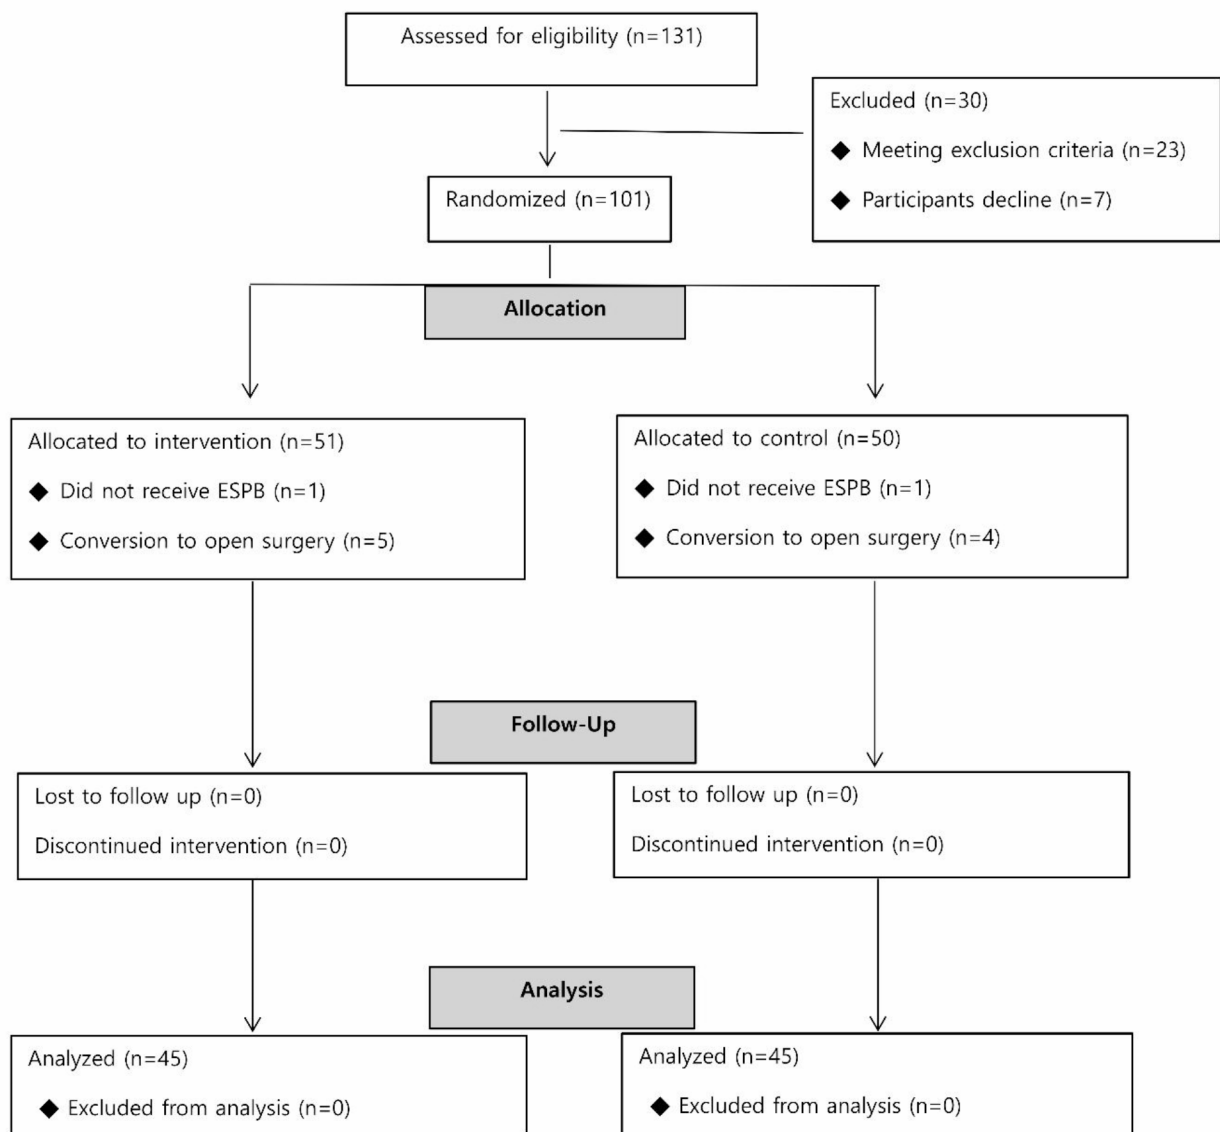 Assessed for eligibility (n=131)
Excluded (n=30)
◆ Meeting exclusion criteria (n=23)
◆ Participants decline (n=7)
Randomized (n=101)
Allocation
Allocated to intervention (n=51)
◆ Did not receive ESPB (n=1)
◆ Conversion to open surgery (n=5)
Allocated to control (n=50)
◆ Did not receive ESPB (n=1)
◆ Conversion to open surgery (n=4)
Follow-Up
Lost to follow up (n=0)
Discontinued intervention (n=0)
Lost to follow up (n=0)
Discontinued intervention (n=0)
Analysis
Analyzed (n=45)
◆ Excluded from analysis (n=0)
Analyzed (n=45)
◆ Excluded from analysis (n=0)